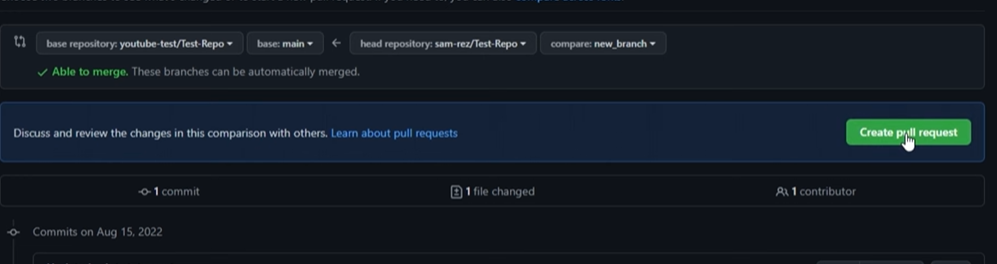 base repository: youtube-test/Test-Repo base: main head repository: sam-rez/Test-Repo compare: new_branch
Able to merge. These branches can be automatically merged.
Discuss and review the changes in this comparison with others. Learn about pull requests Create pull request
1 commit 1 file changed 1 contributor
Commits on Aug 15, 2022